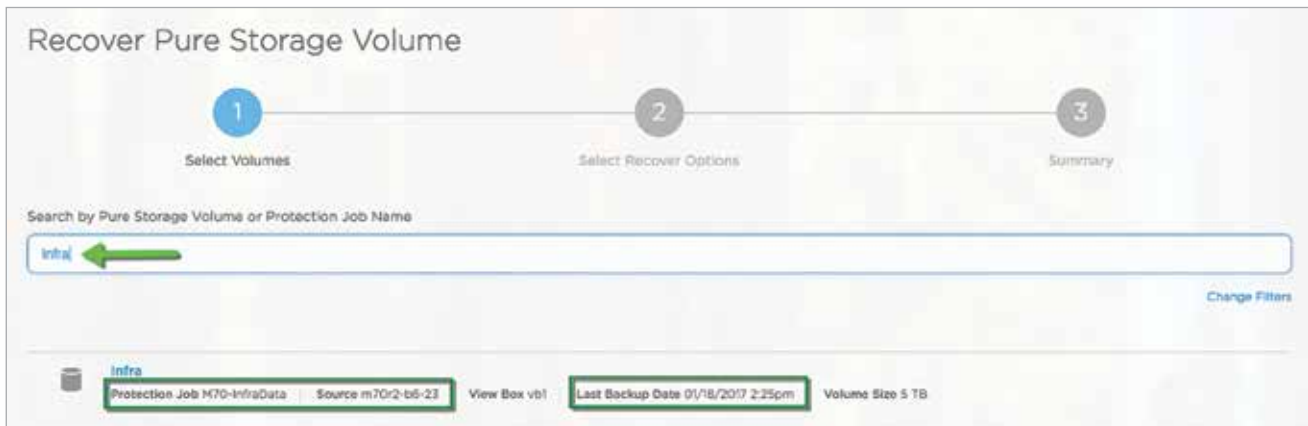 Recover Pure Storage Volume
1 2 3
Select Volumes Select Recover Options Summary
Search by Pure Storage Volume or Protection Job Name
Infra
Change Filters
Infra
Protection Job M70-InfraData Source m70r2-b6-23 View Box vb1 Last Backup Date 01/18/2017 2:25pm Volume Size 5 TB